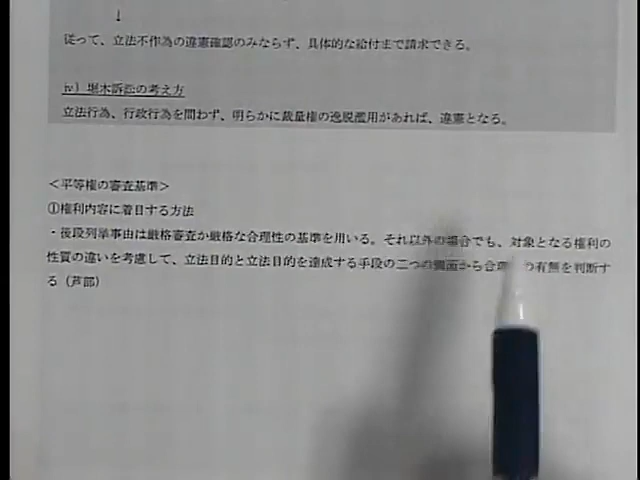 ↓
従って、立法不作為の違憲確認のみならず、具体的な給付まで請求できる。
iv）堀木訴訟の考え方
立法行為、行政行為を問わず、明らかに裁量権の逸脱濫用があれば、違憲となる。
＜平等権の審査基準＞
①権利内容に着目する方法
・後段列挙事由は厳格審査か厳格な合理性の基準を用いる。それ以外の場合でも、対象となる権利の
性質の違いを考慮して、立法目的と立法目的を達成する手段の二つの側面から合理 の有無を判断す
る（芦部）